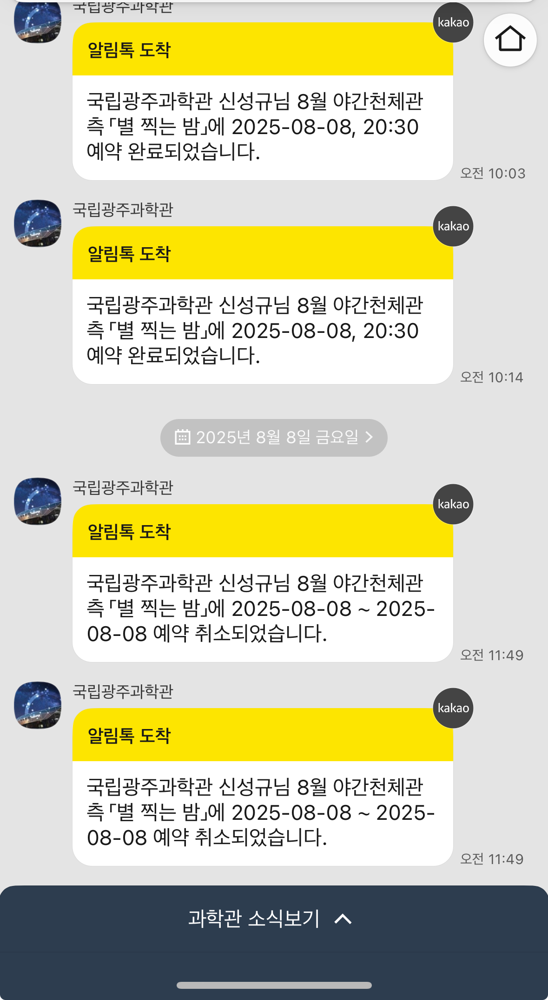 국립광주과학관
kakao
알림톡 도착
국립광주과학관 신성규님 8월 야간천체관
측 「별 찍는 밤」에 2025-08-08, 20:30
예약 완료되었습니다.
오전 10:03
국립광주과학관
kakao
알림톡 도착
국립광주과학관 신성규님 8월 야간천체관
측 「별 찍는 밤」에 2025-08-08, 20:30
예약 완료되었습니다.
오전 10:14
2025년 8월 8일 금요일
국립광주과학관
kakao
알림톡 도착
국립광주과학관 신성규님 8월 야간천체관
측 「별 찍는 밤」에 2025-08-08 ~ 2025-
08-08 예약 취소되었습니다.
오전 11:49
국립광주과학관
kakao
알림톡 도착
국립광주과학관 신성규님 8월 야간천체관
측 「별 찍는 밤」에 2025-08-08 ~ 2025-
08-08 예약 취소되었습니다.
오전 11:49
과학관 소식보기